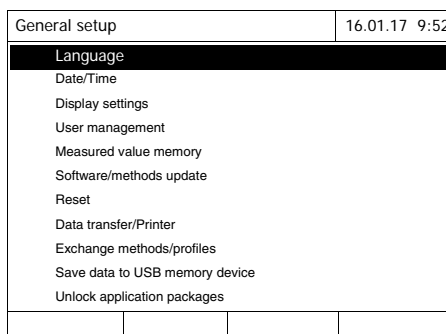 General setup 16.01.17 9:52
Language
Date/Time
Display settings
User management
Measured value memory
Software/methods update
Reset
Data transfer/Printer
Exchange methods/profiles
Save data to USB memory device
Unlock application packages